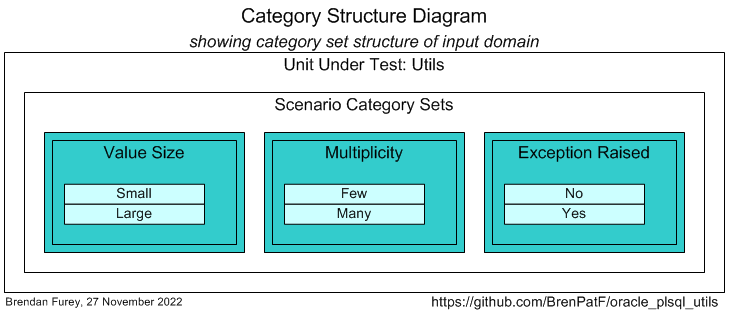 Category Structure Diagram
showing category set structure of input domain
Unit Under Test: Utils
Scenario Category Sets
Value Size
Small
Large
Multiplicity
Few
Many
Exception Raised
No
Yes
Brendan Furey, 27 November 2022
https://github.com/BrenPatF/oracle_plsql_utils